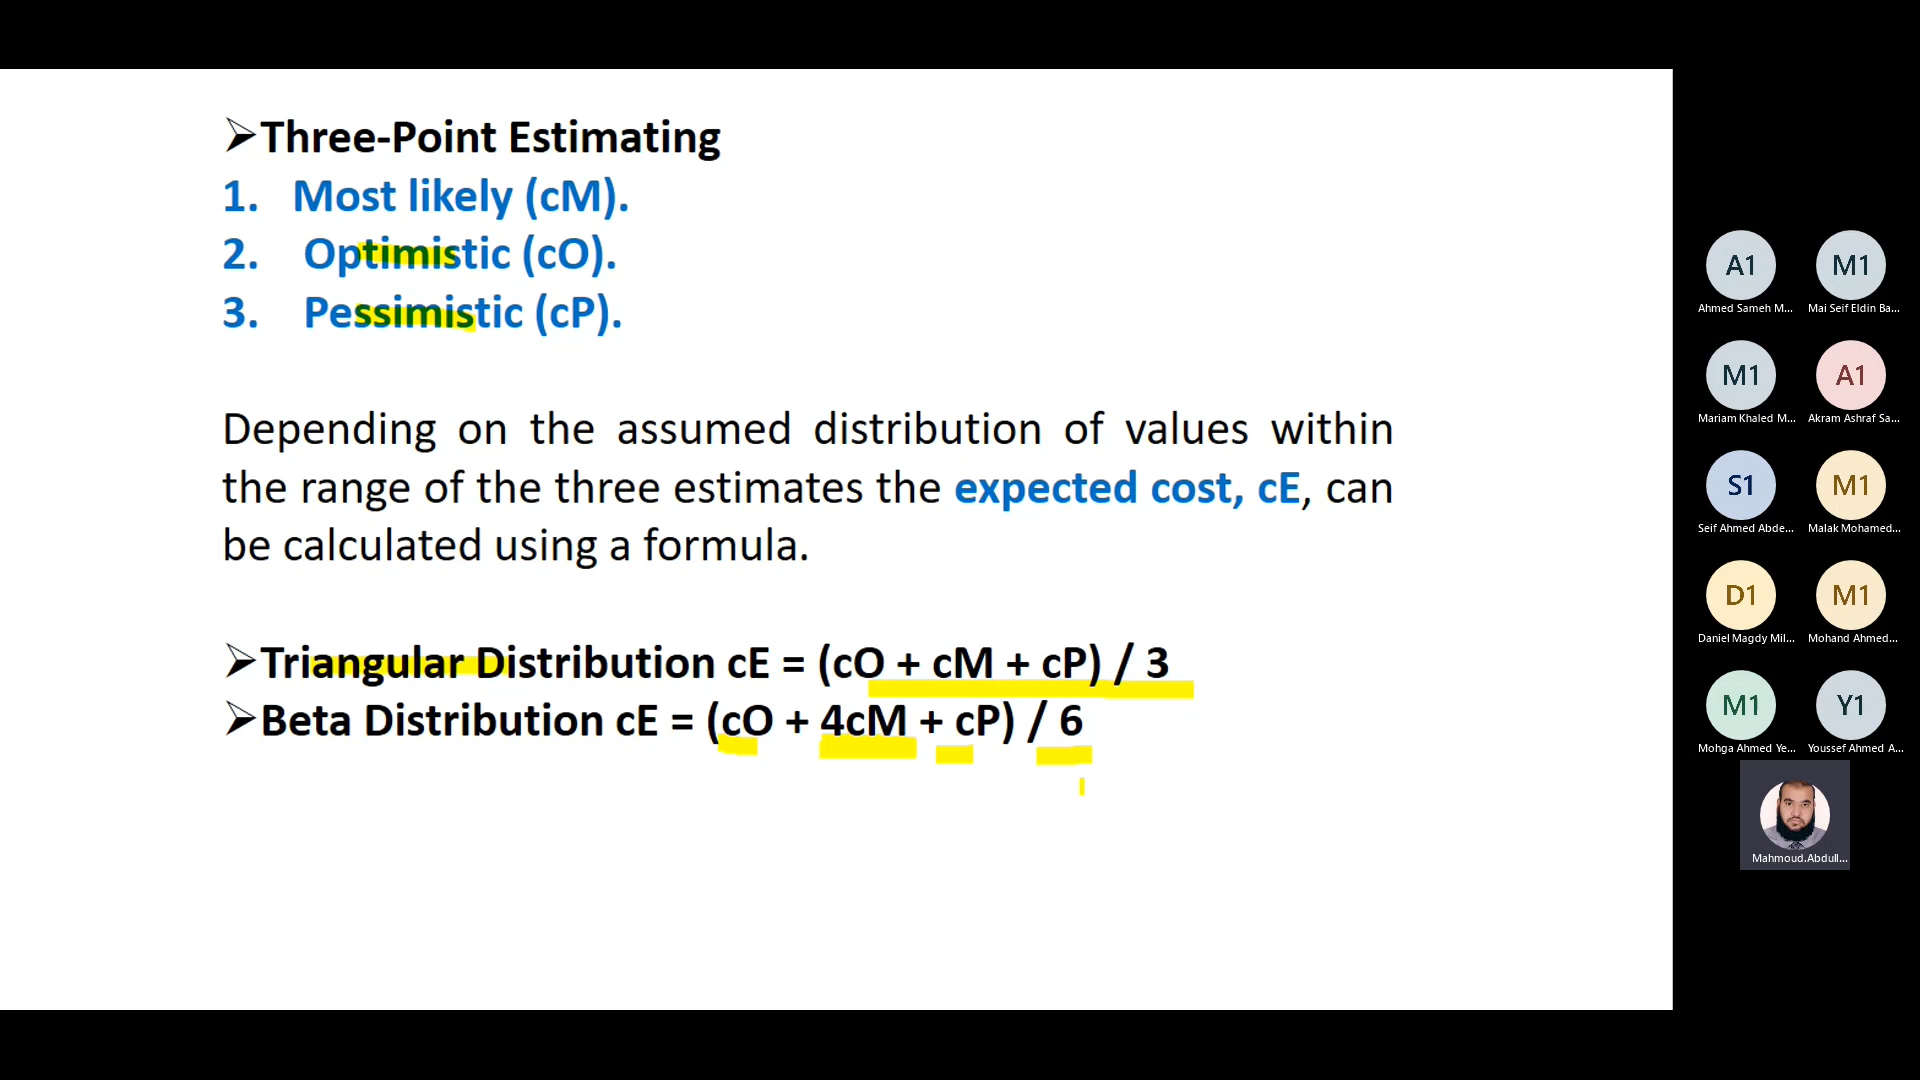 ➢Three-Point Estimating
1. Most likely (cM).
2. Optimistic (cO).
3. Pessimistic (cP).
Depending on the assumed distribution of values within
the range of the three estimates the expected cost, cE, can
be calculated using a formula.
➢Triangular Distribution cE = (cO + cM + cP) / 3
➢Beta Distribution cE = (cO + 4cM + cP) / 6
A1 M1
Ahmed Sameh M... Mai Seif Eldin Ba...
M1 A1
Mariam Khaled M... Akram Ashraf Sa...
S1 M1
Seif Ahmed Abde... Malak Mohamed...
D1 M1
Daniel Magdy Mil... Mohand Ahmed...
M1 Y1
Mohga Ahmed Ye... Youssef Ahmed A...
Mahmoud.Abdull...